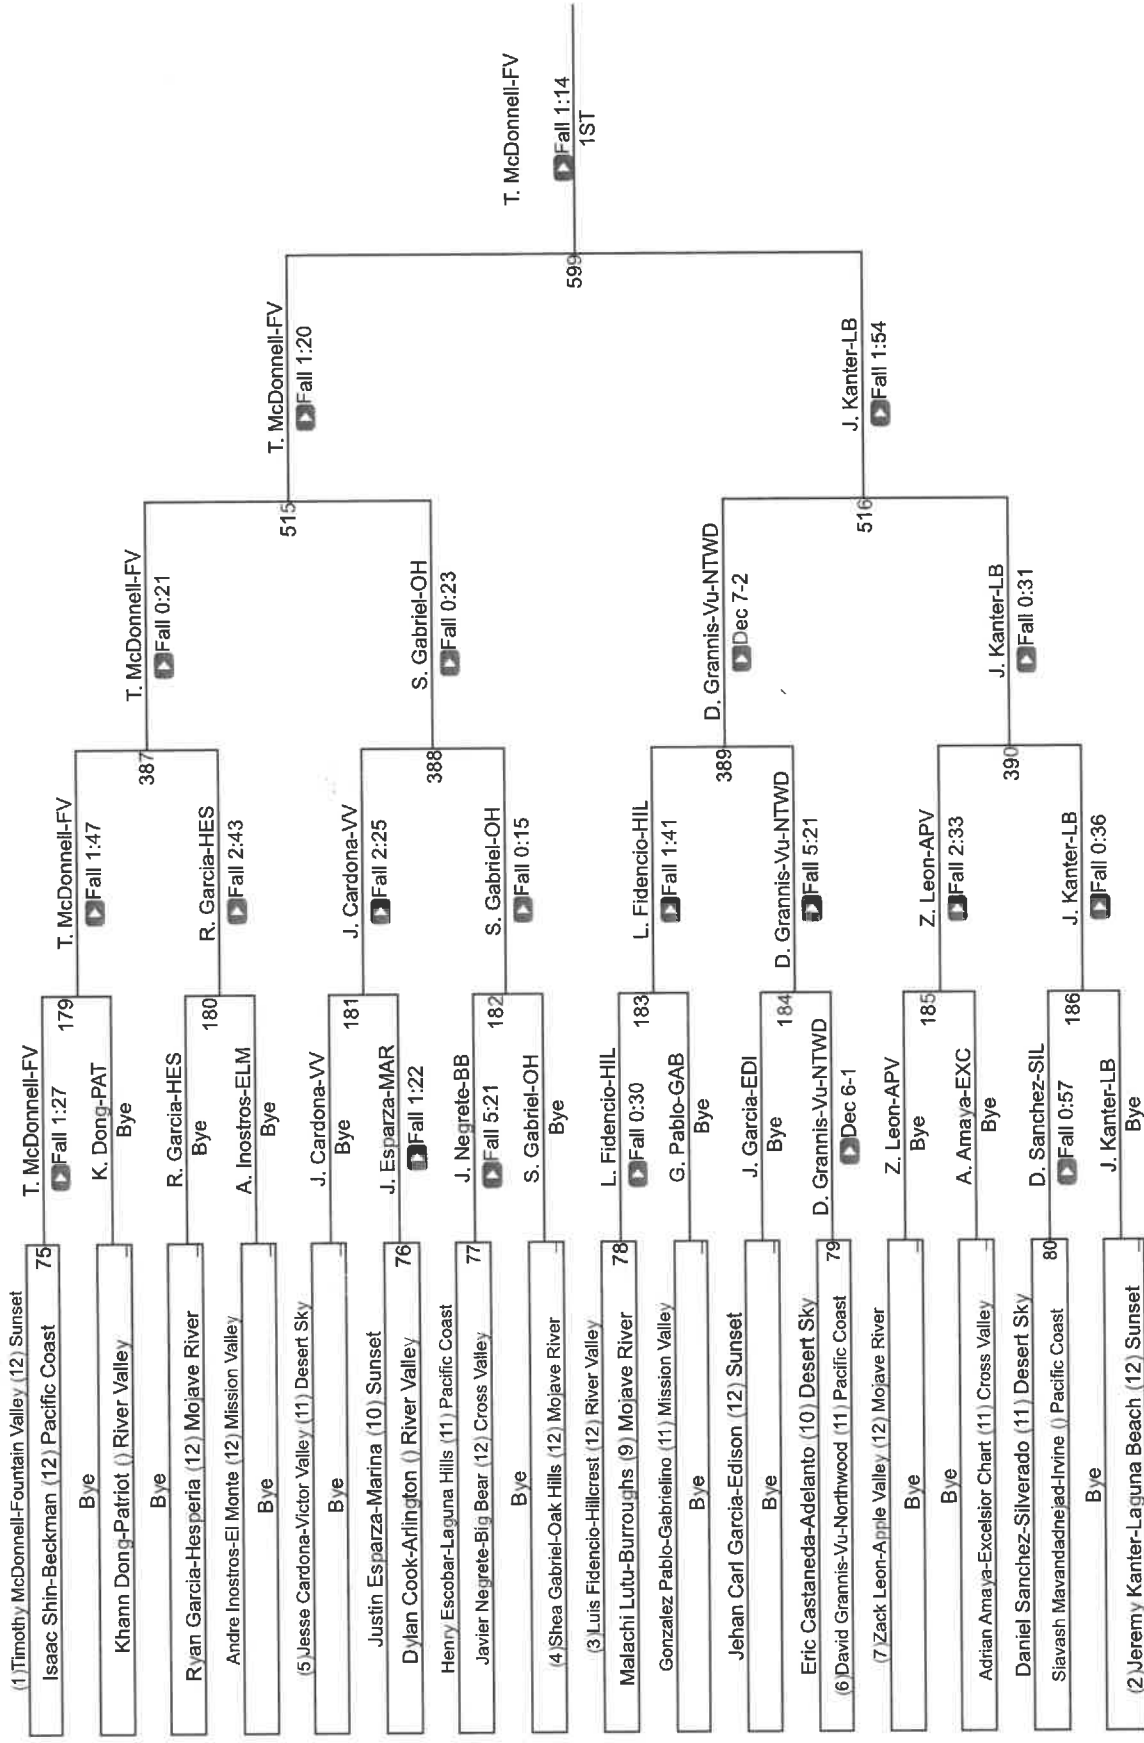 (1)Timothy McDonnell-Fountain Valley (12) Sunset
Isaac Shin-Beckman (12) Pacific Coast
75
Bye
Khann Dong-Patriot () River Valley
Bye
Ryan Garcia-Hesperia (12) Mojave River
Andre Inostros-El Monte (12) Mission Valley
Bye
(5)Jesse Cardona-Victor Valley (11) Desert Sky
Bye
Justin Esparza-Marina (10) Sunset
Dylan Cook-Arlington () River Valley
76
Henry Escobar-Laguna Hills (11) Pacific Coast
Javier Negrete-Big Bear (12) Cross Valley
77
Bye
(4)Shea Gabriel-Oak Hills (12) Mojave River
(3)Luis Fidencio-Hillcrest (12) River Valley
Malachi Lutu-Burroughs (9) Mojave River
78
Gonzalez Pablo-Gabrielino (11) Mission Valley
Bye
Jehan Carl Garcia-Edison (12) Sunset
Bye
Eric Castaneda-Adelanto (10) Desert Sky
(6)David Grannis-Vu-Northwood (11) Pacific Coast
79
(7)Zack Leon-Apple Valley (12) Mojave River
Bye
Bye
Adrian Amaya-Excelsior Chart (11) Cross Valley
Daniel Sanchez-Silverado (11) Desert Sky
Siavash Mavandadnejad-Irvine () Pacific Coast
80
Bye
(2)Jeremy Kanter-Laguna Beach (12) Sunset
T. McDonnell-FV
Fall 1:27
179
K. Dong-PAT
Bye
R. Garcia-HES
Bye
180
A. Inostros-ELM
Bye
J. Cardona-VV
Bye
181
J. Esparza-MAR
Fall 1:22
J. Negrete-BB
Fall 5:21
182
S. Gabriel-OH
Bye
L. Fidencio-HIL
Fall 0:30
183
G. Pablo-GAB
Bye
J. Garcia-EDI
Bye
184
D. Grannis-Vu-NTWD
Dec 6-1
Z. Leon-APV
Bye
185
A. Amaya-EXC
Bye
D. Sanchez-SIL
Fall 0:57
186
J. Kanter-LB
Bye
T. McDonnell-FV
Fall 1:47
387
R. Garcia-HES
Fall 2:43
J. Cardona-VV
Fall 2:25
388
S. Gabriel-OH
Fall 0:15
L. Fidencio-HIL
Fall 1:41
389
D. Grannis-Vu-NTWD
Fall 5:21
Z. Leon-APV
Fall 2:33
390
J. Kanter-LB
Fall 0:36
T. McDonnell-FV
Fall 0:21
515
S. Gabriel-OH
Fall 0:23
D. Grannis-Vu-NTWD
Dec 7-2
516
J. Kanter-LB
Fall 0:31
T. McDonnell-FV
Fall 1:20
599
J. Kanter-LB
Fall 1:54
T. McDonnell-FV
Fall 1:14
1ST